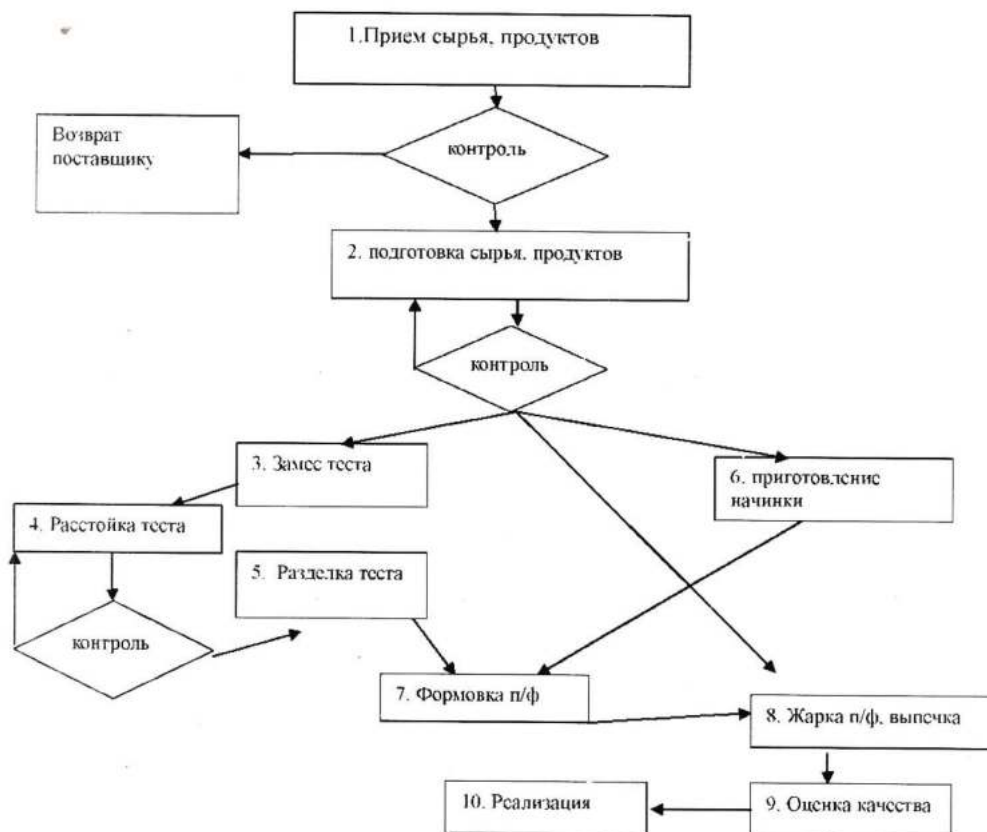 1.Прием сырья, продуктов
Возврат
поставщику
контроль
2. подготовка сырья, продуктов
контроль
3. Замес теста
6. приготовление
начинки
4. Расстойка теста
5. Разделка теста
контроль
7. Формовка п/ф
8. Жарка п/ф, выпечка
10. Реализация
9. Оценка качества